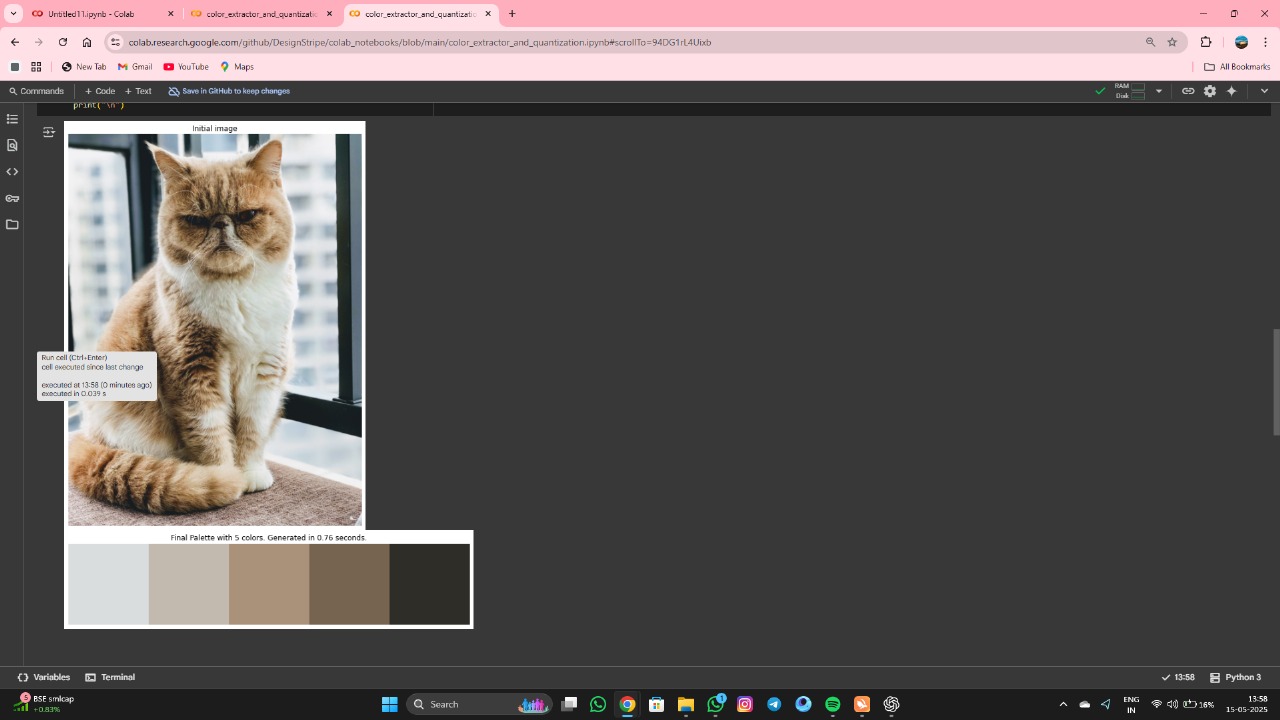 Untitled11.ipynb - Colab
color_extractor_and_quantizatic
color_extractor_and_quantizatio
colab.research.google.com/github/DesignStripe/colab_notebooks/blob/main/color_extractor_and_quantization.ipynb#scrollTo=94DG1rL4Uixb
New Tab
Gmail
YouTube
Maps
All Bookmarks
Commands
+ Code
+ Text
Save in GitHub to keep changes
RAM
Disk
print("\n")
Initial image
Run cell (Ctrl+Enter)
cell executed since last change
executed at 13:58 (0 minutes ago)
executed in 0.039 s
Final Palette with 5 colors. Generated in 0.76 seconds.
Variables
Terminal
13:58
Python 3
5
BSE smlcap
+0.83%
Search
1
ENG
IN
16%
13:58
15-05-2025